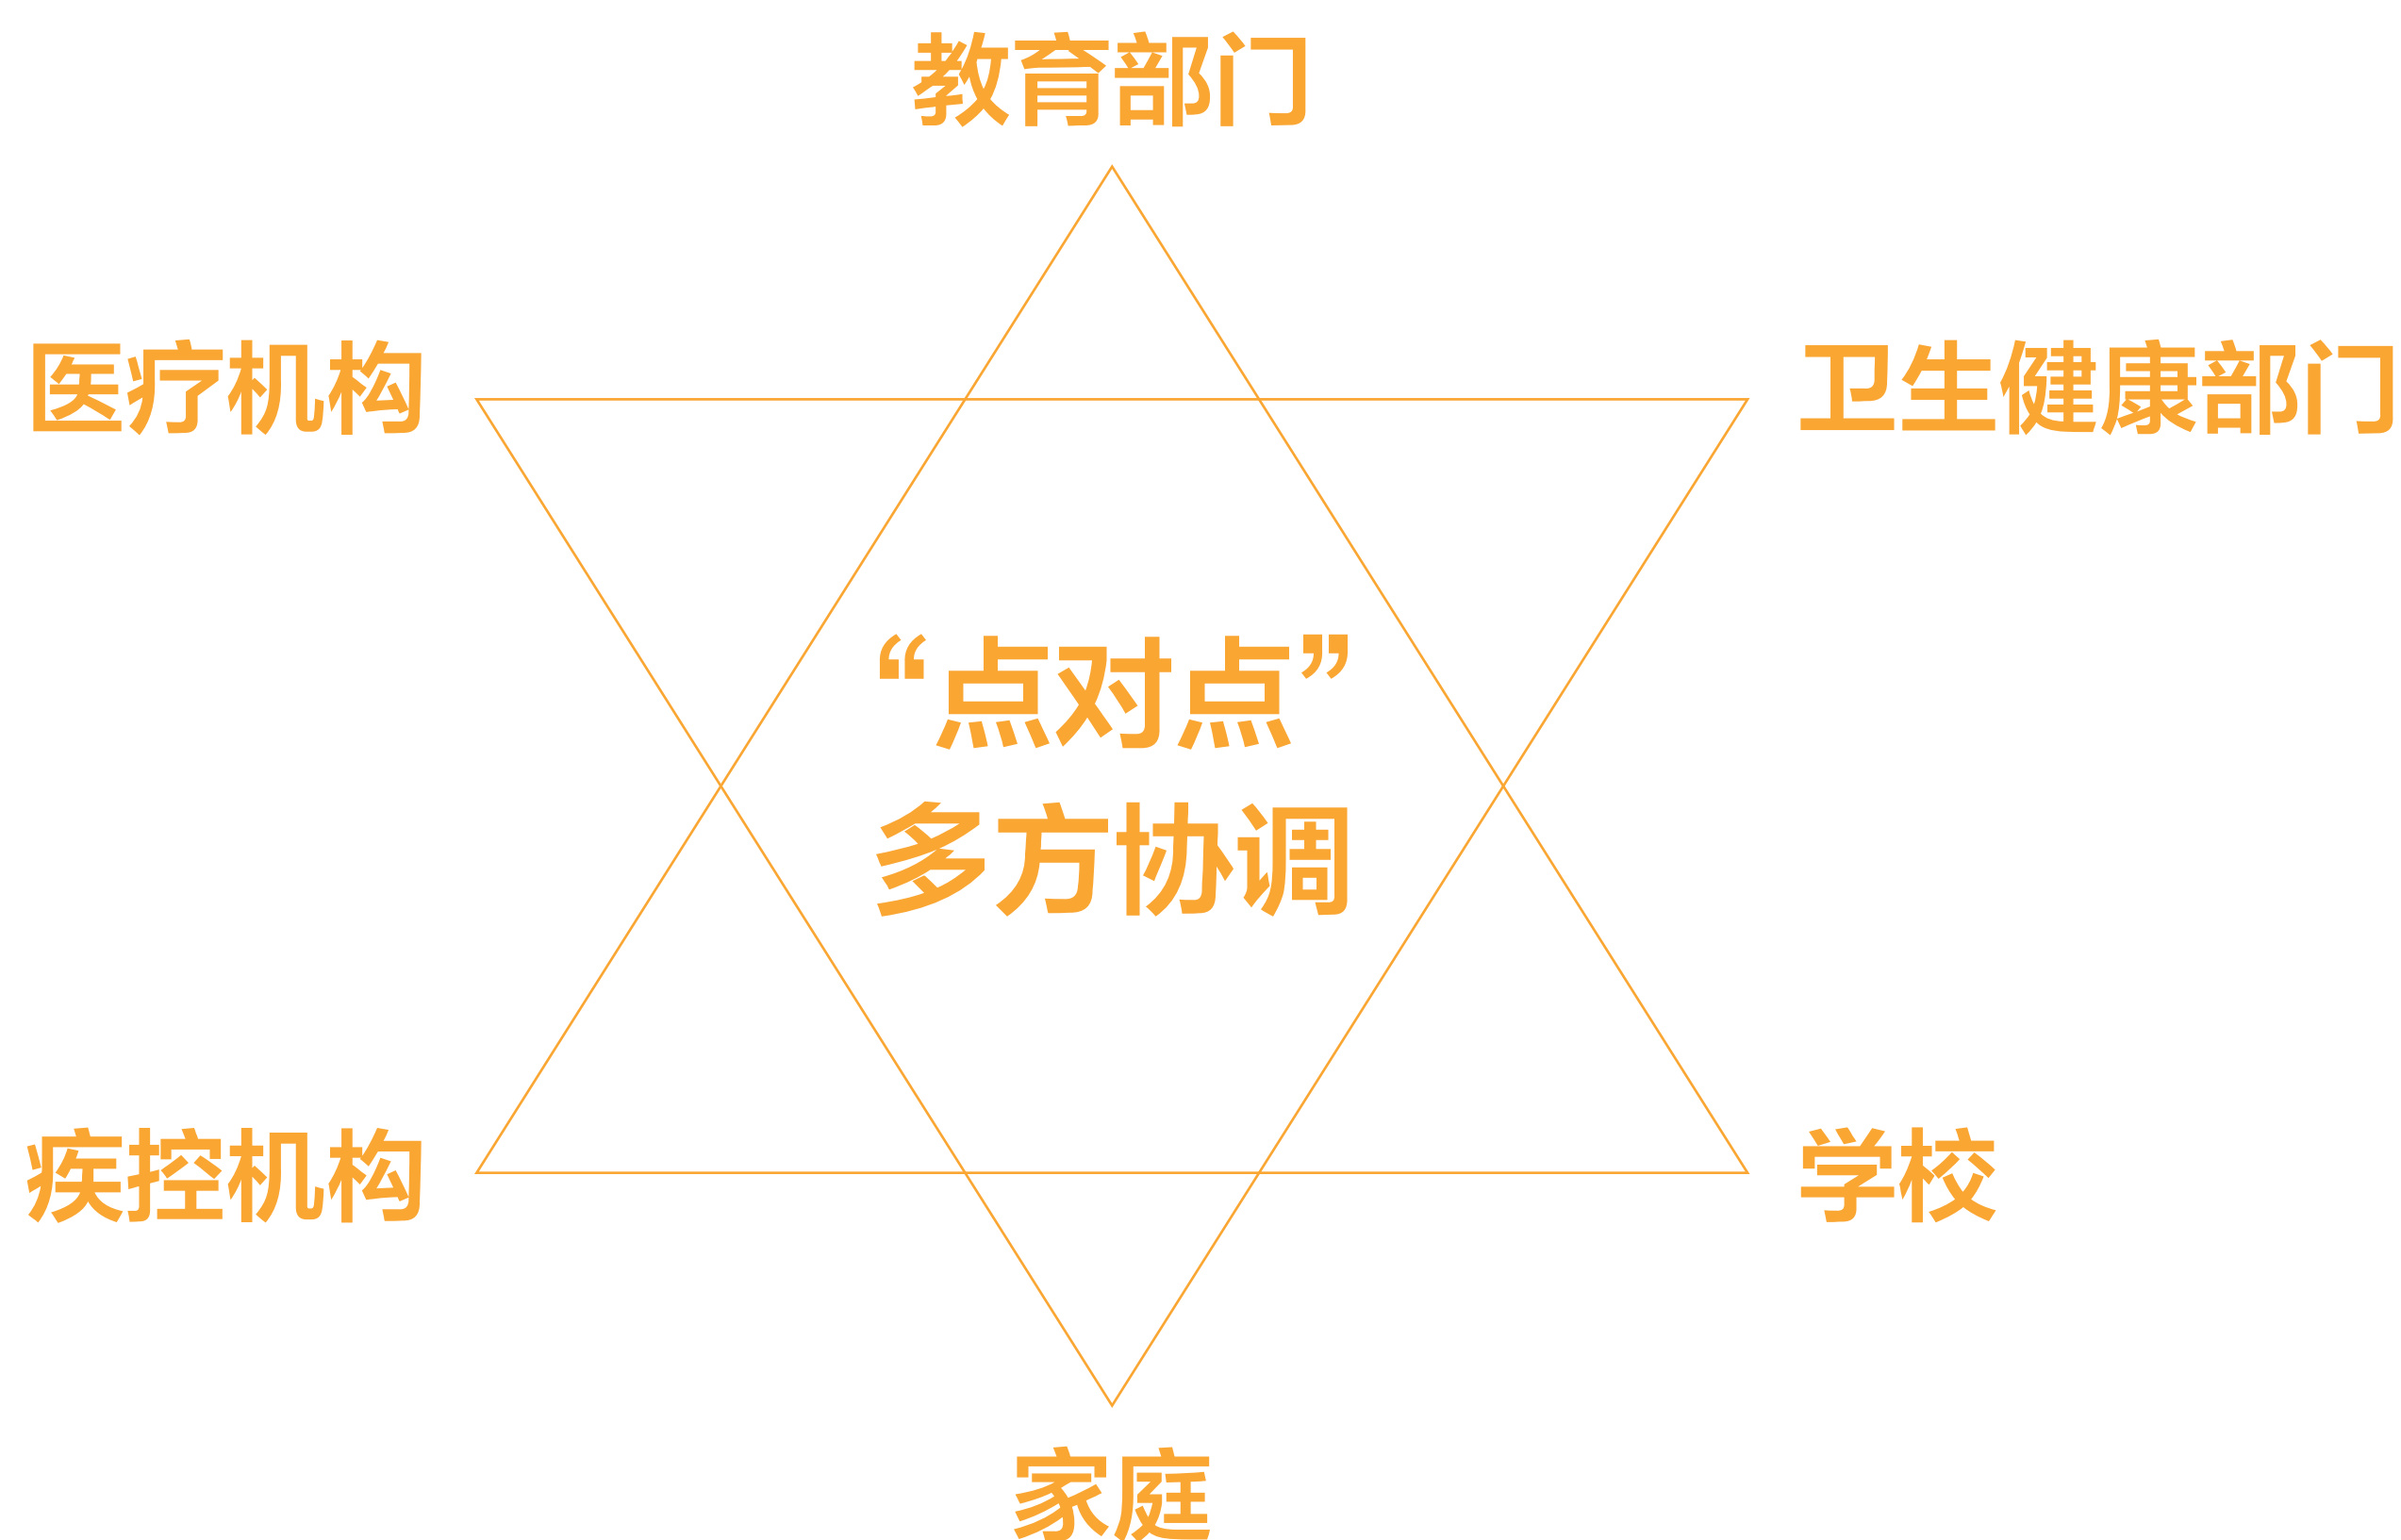 教育部门
医疗机构
卫生健康部门
“点对点”
多方协调
疾控机构
学校
家庭